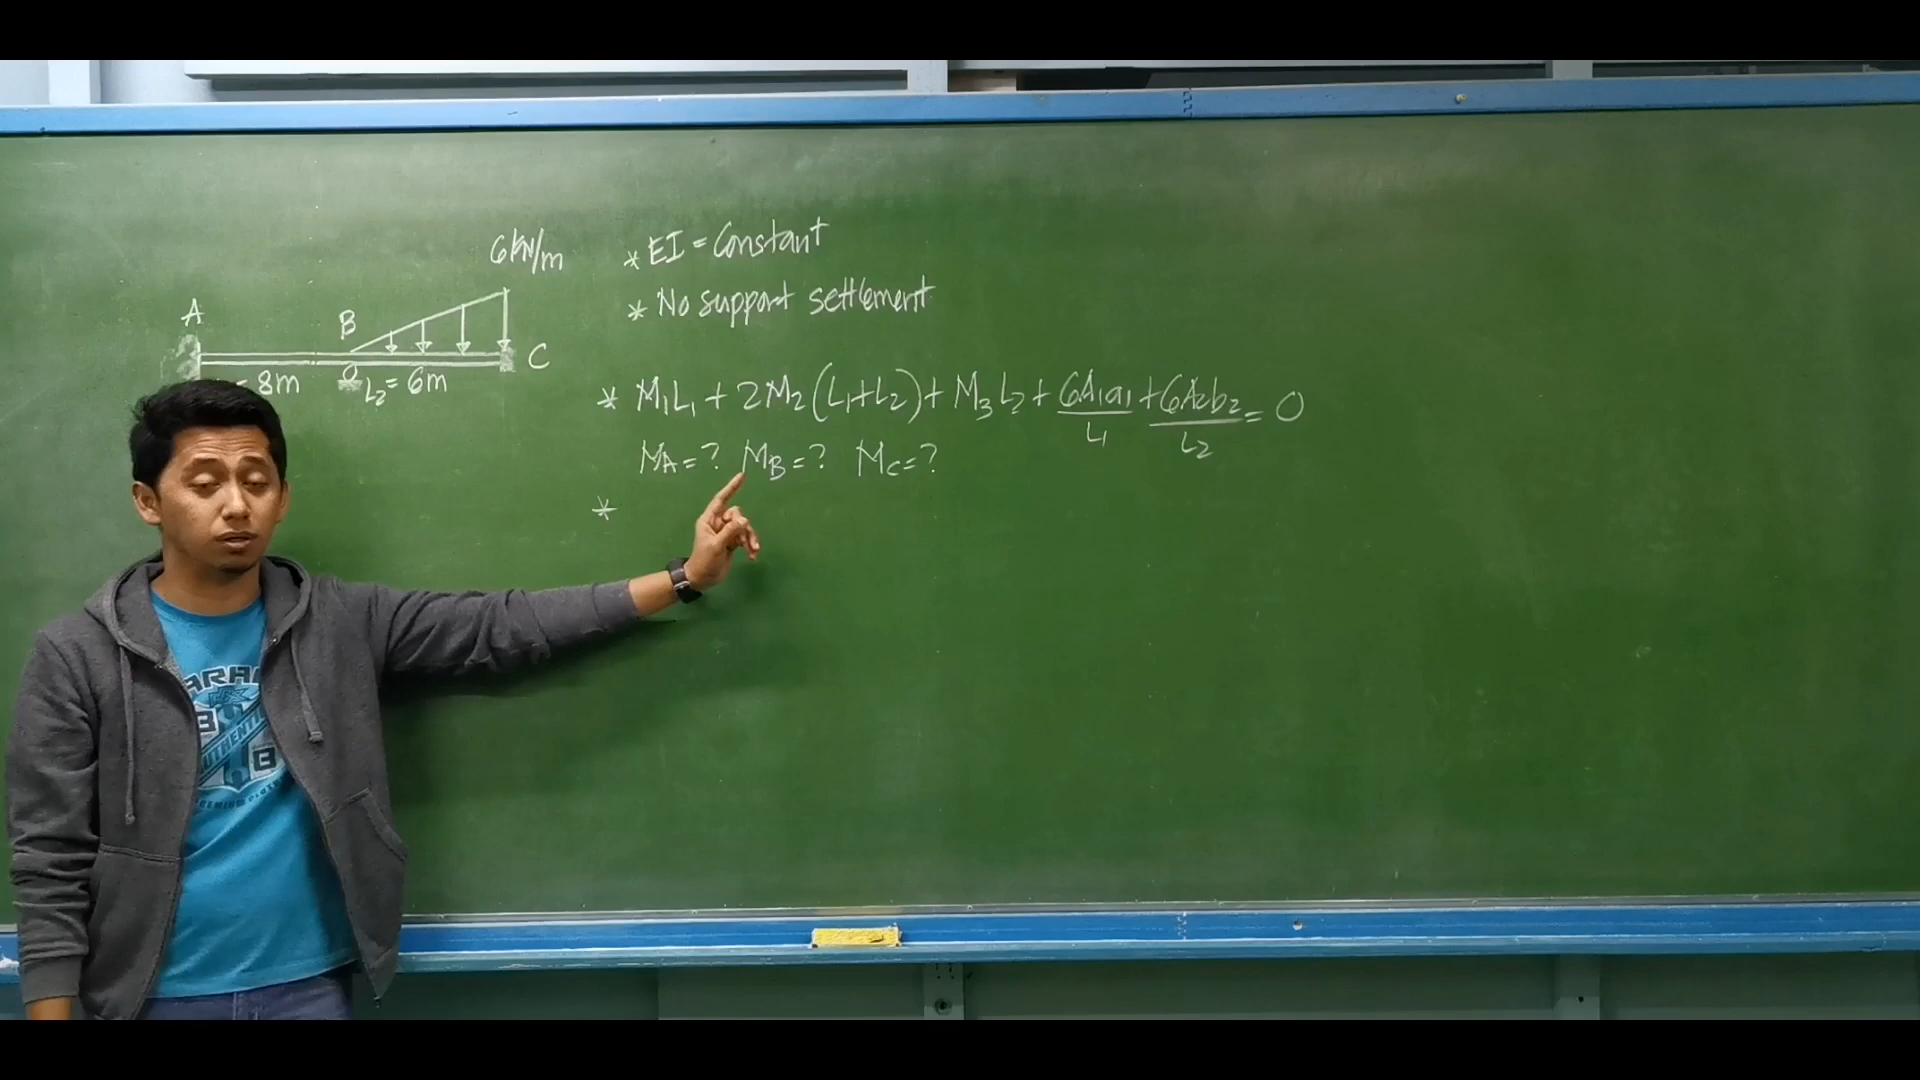 6kN/m
A
B
C
= 8m
L₂= 6m
* EI = Constant
* No support settlement
* M₁L₁ + 2M₂(L₁+L₂) + M₃L₂ + 6A₁a₁/L₁ + 6A₂b₂/L₂ = 0
MA=? MB=? MC=?
*
B
B